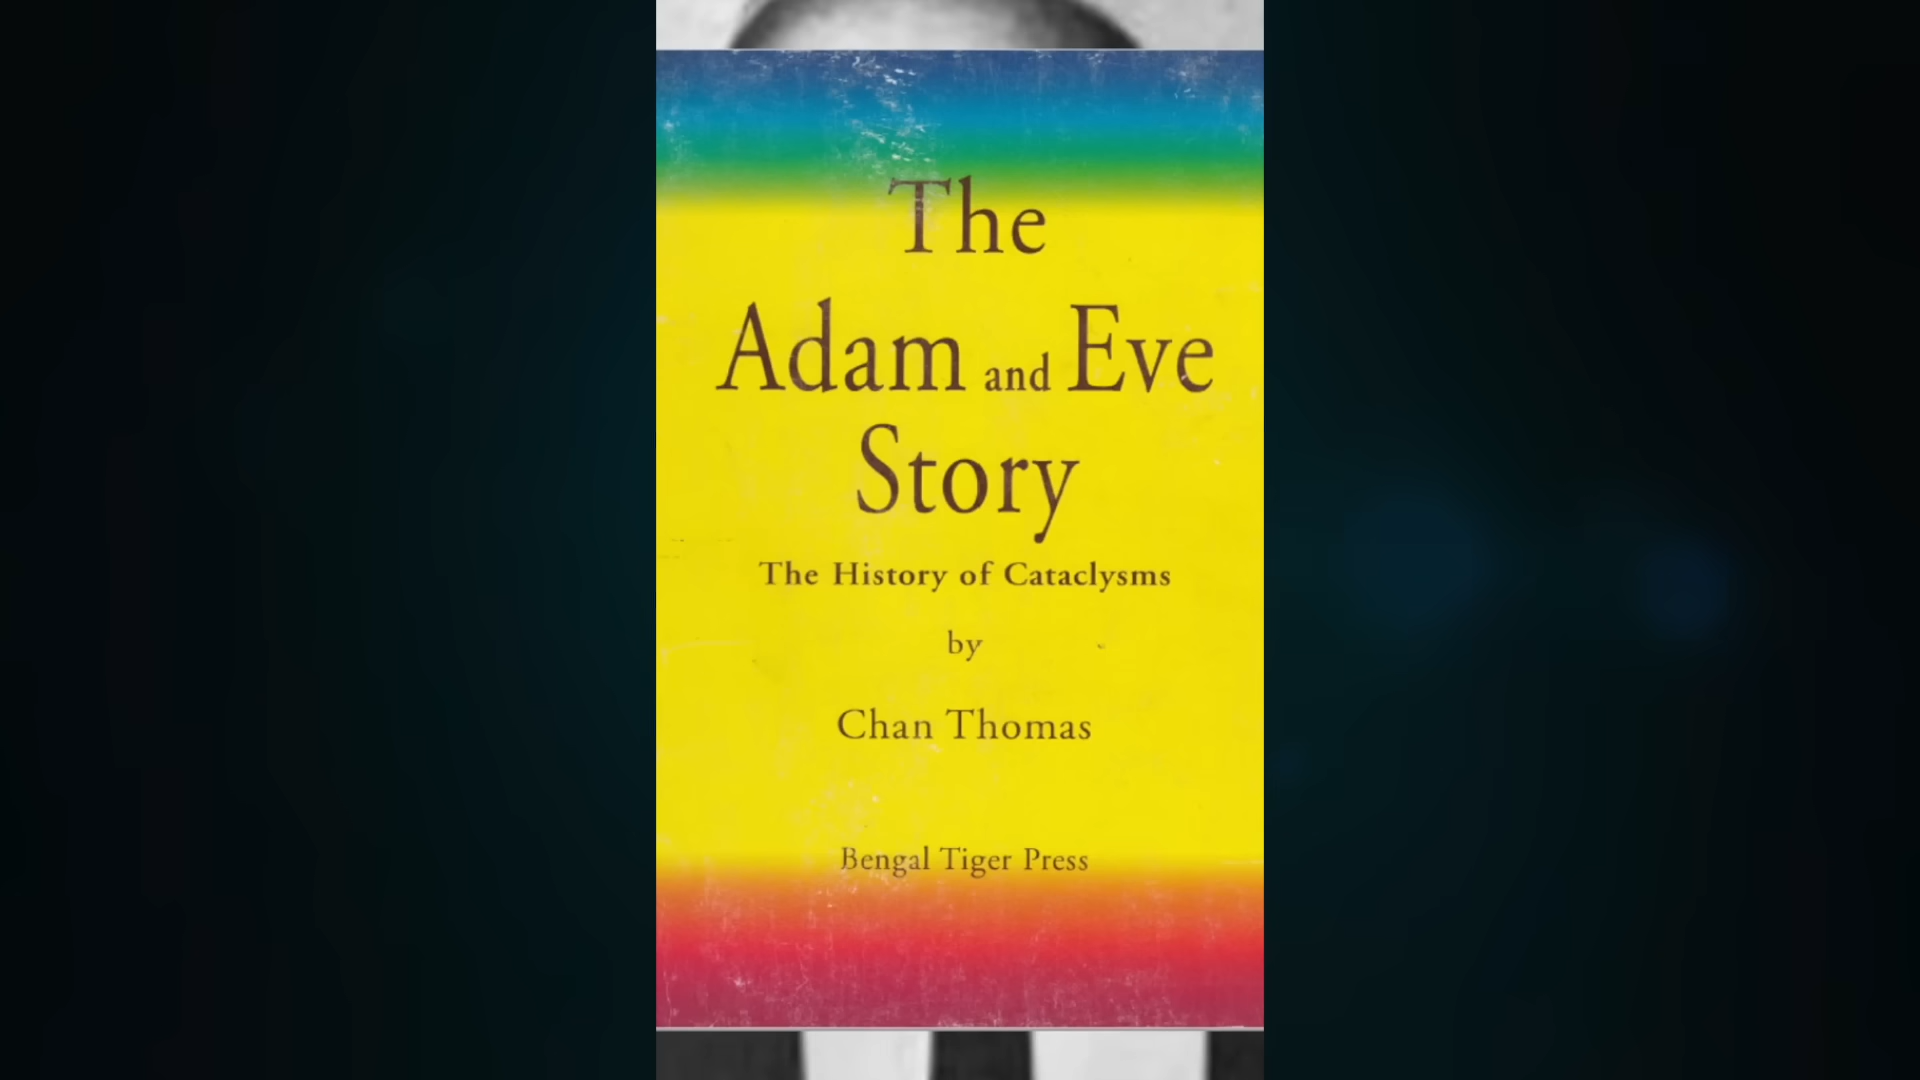 The
Adam and Eve
Story
The History of Cataclysms
by
Chan Thomas
Bengal Tiger Press